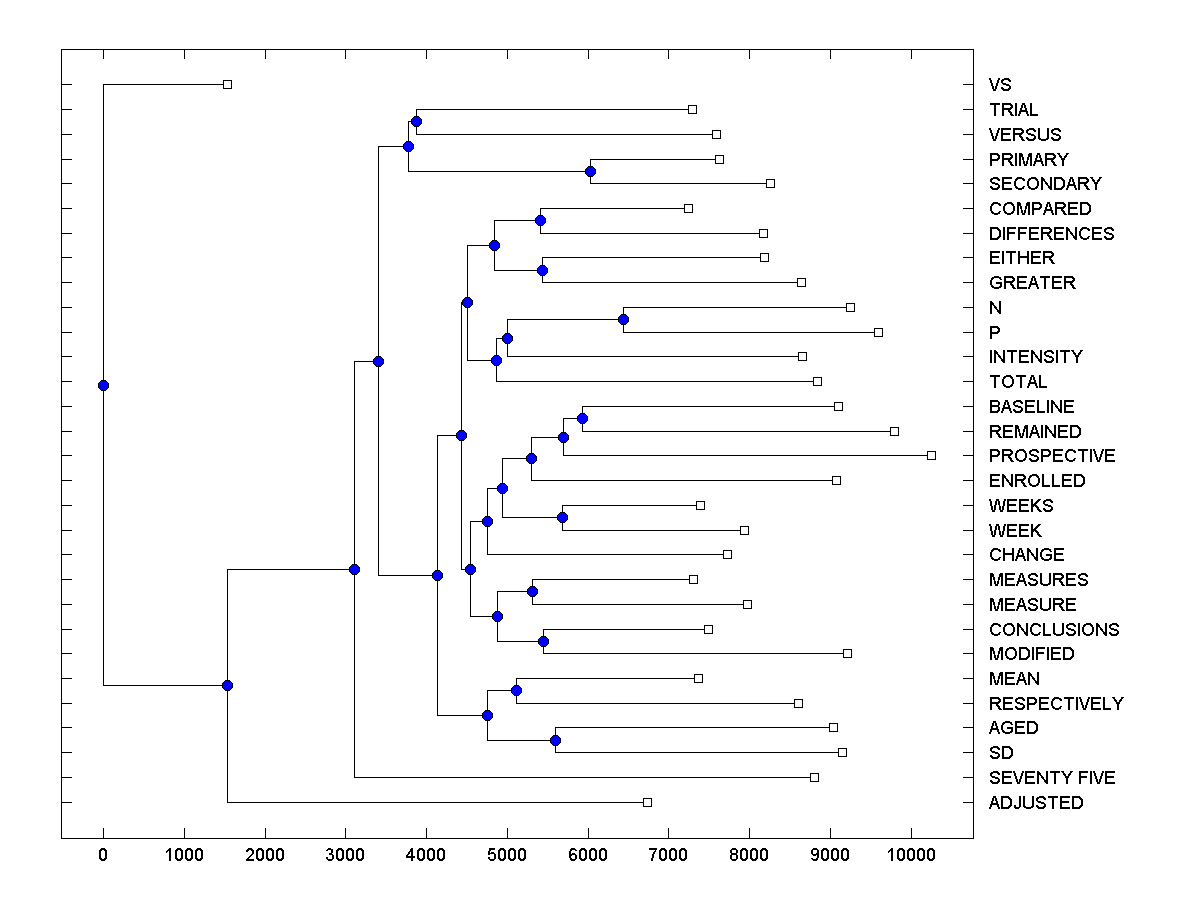 VS
TRIAL
VERSUS
PRIMARY
SECONDARY
COMPARED
DIFFERENCES
EITHER
GREATER
N
P
INTENSITY
TOTAL
BASELINE
REMAINED
PROSPECTIVE
ENROLLED
WEEKS
WEEK
CHANGE
MEASURES
MEASURE
CONCLUSIONS
MODIFIED
MEAN
RESPECTIVELY
AGED
SD
SEVENTY FIVE
ADJUSTED
0 1000 2000 3000 4000 5000 6000 7000 8000 9000 10000